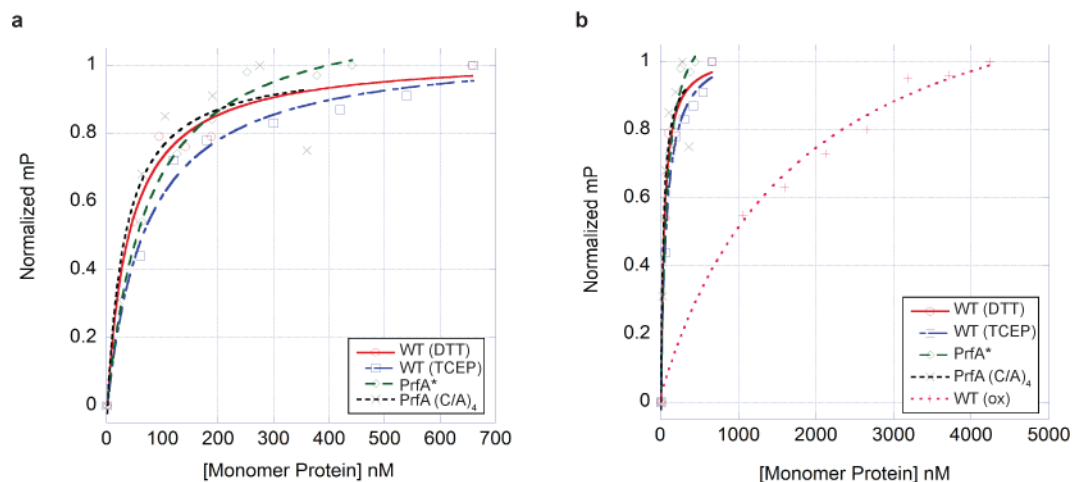 a
Normalized mP
1
0.8
0.6
0.4
0.2
0
0 100 200 300 400 500 600 700
[Monomer Protein] nM
WT (DTT)
WT (TCEP)
PrfA*
PrfA (C/A)₄
b
Normalized mP
1
0.8
0.6
0.4
0.2
0
0 1000 2000 3000 4000 5000
[Monomer Protein] nM
WT (DTT)
WT (TCEP)
PrfA*
PrfA (C/A)₄
WT (ox)